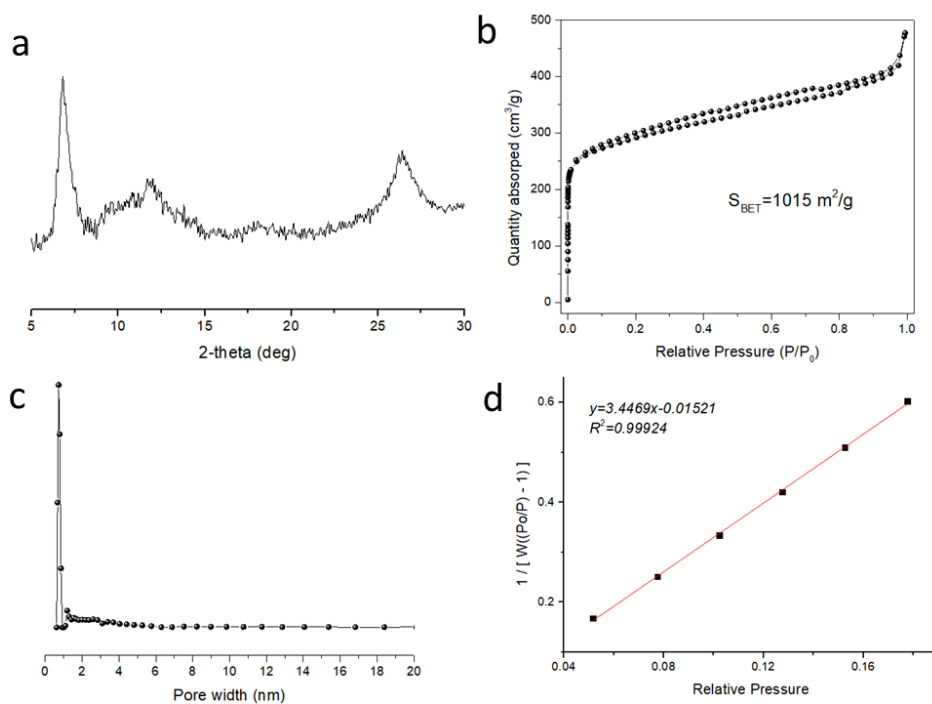 a
5 10 15 20 25 30
2-theta (deg)
b
500
400
300
200
100
0
Quantity absorped (cm³/g)
S_BET=1015 m²/g
0.0 0.2 0.4 0.6 0.8 1.0
Relative Pressure (P/P₀)
c
0 2 4 6 8 10 12 14 16 18 20
Pore width (nm)
d
y=3.4469x-0.01521
R²=0.99924
0.6
0.4
0.2
1 / [ W((Po/P) - 1) ]
0.04 0.08 0.12 0.16
Relative Pressure